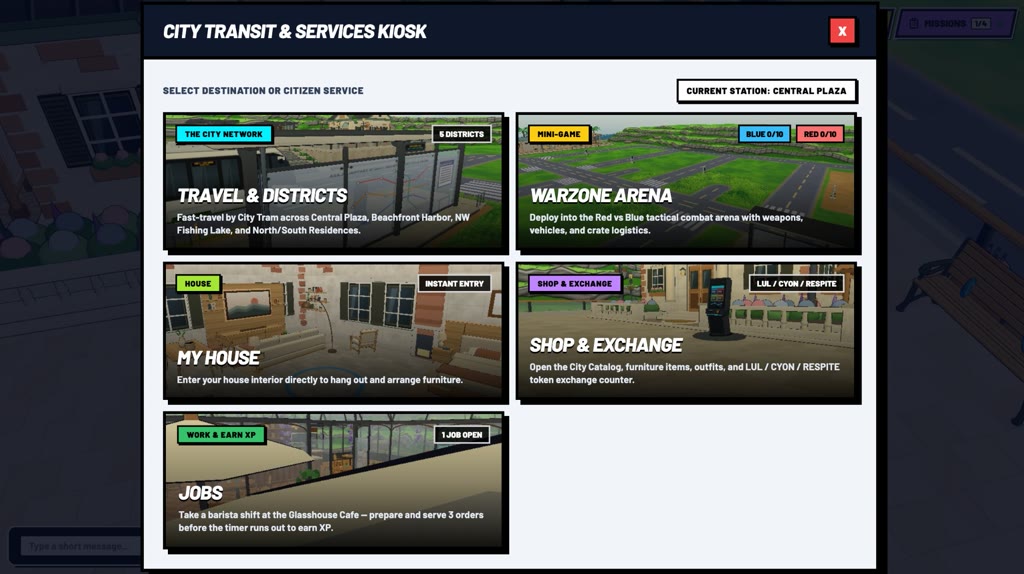 CITY TRANSIT & SERVICES KIOSK
X
MISSIONS 1/4
SELECT DESTINATION OR CITIZEN SERVICE
CURRENT STATION: CENTRAL PLAZA
THE CITY NETWORK
5 DISTRICTS
TRAVEL & DISTRICTS
Fast-travel by City Tram across Central Plaza, Beachfront Harbor, NW
Fishing Lake, and North/South Residences.
MINI-GAME
BLUE 0/10
RED 0/10
WARZONE ARENA
Deploy into the Red vs Blue tactical combat arena with weapons,
vehicles, and crate logistics.
HOUSE
INSTANT ENTRY
MY HOUSE
Enter your house interior directly to hang out and arrange furniture.
SHOP & EXCHANGE
LUL / CYON / RESPITE
SHOP & EXCHANGE
Open the City Catalog, furniture items, outfits, and LUL / CYON / RESPITE
token exchange counter.
WORK & EARN XP
1 JOB OPEN
JOBS
Take a barista shift at the Glasshouse Cafe — prepare and serve 3 orders
before the timer runs out to earn XP.
Type a short message...